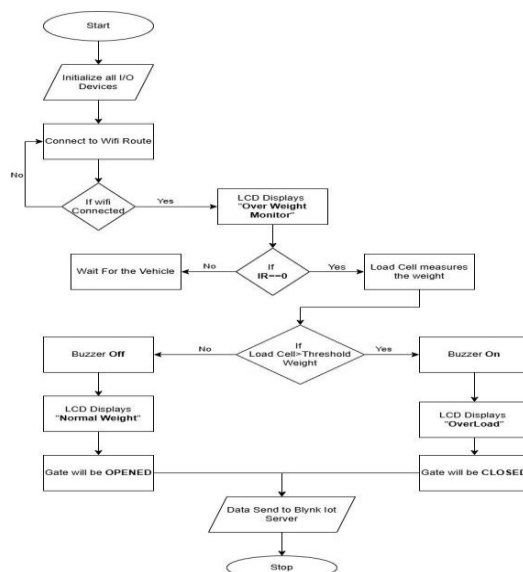 Start
Initialize all I/O
Devices
Connect to Wifi Route
No
If wifi
Connected
Yes
LCD Displays
"Over Weight
Monitor"
Wait For the Vehicle
No
If
IR==0
Yes
Load Cell measures
the weight
Buzzer Off
No
If
Load Cell>Threshold
Weight
Yes
Buzzer On
LCD Displays
"Normal Weight"
LCD Displays
"OverLoad"
Gate will be OPENED
Gate will be CLOSED
Data Send to Blynk Iot
Server
Stop